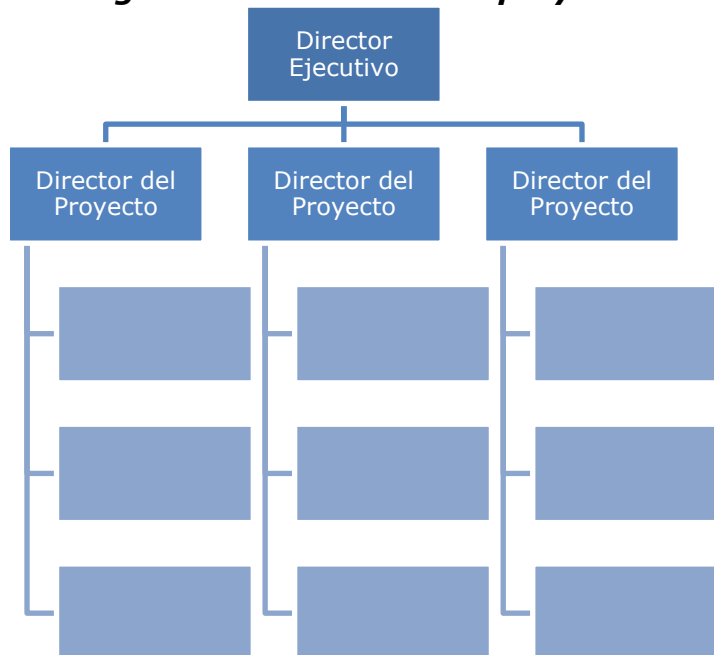 Director
Ejecutivo
Director del
Proyecto
Director del
Proyecto
Director del
Proyecto